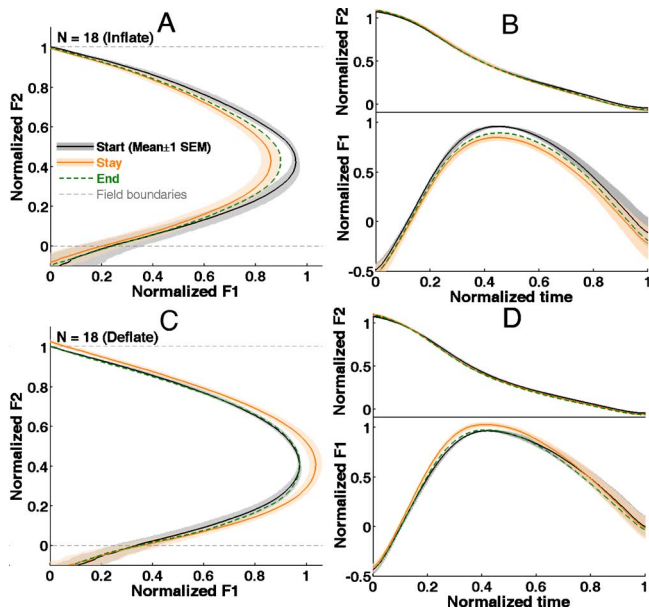 A
N = 18 (Inflate)
1
0.8
0.6
0.4
0.2
0
Normalized F2
Start (Mean±1 SEM)
Stay
End
Field boundaries
0 0.2 0.4 0.6 0.8 1
Normalized F1
B
Normalized F2
1
0.5
0
Normalized F1
1
0.5
0
-0.5
0 0.2 0.4 0.6 0.8 1
Normalized time
C
N = 18 (Deflate)
1
0.8
0.6
0.4
0.2
0
Normalized F2
0 0.2 0.4 0.6 0.8 1
Normalized F1
D
Normalized F2
1
0.5
0
Normalized F1
1
0.5
0
-0.5
0 0.2 0.4 0.6 0.8 1
Normalized time